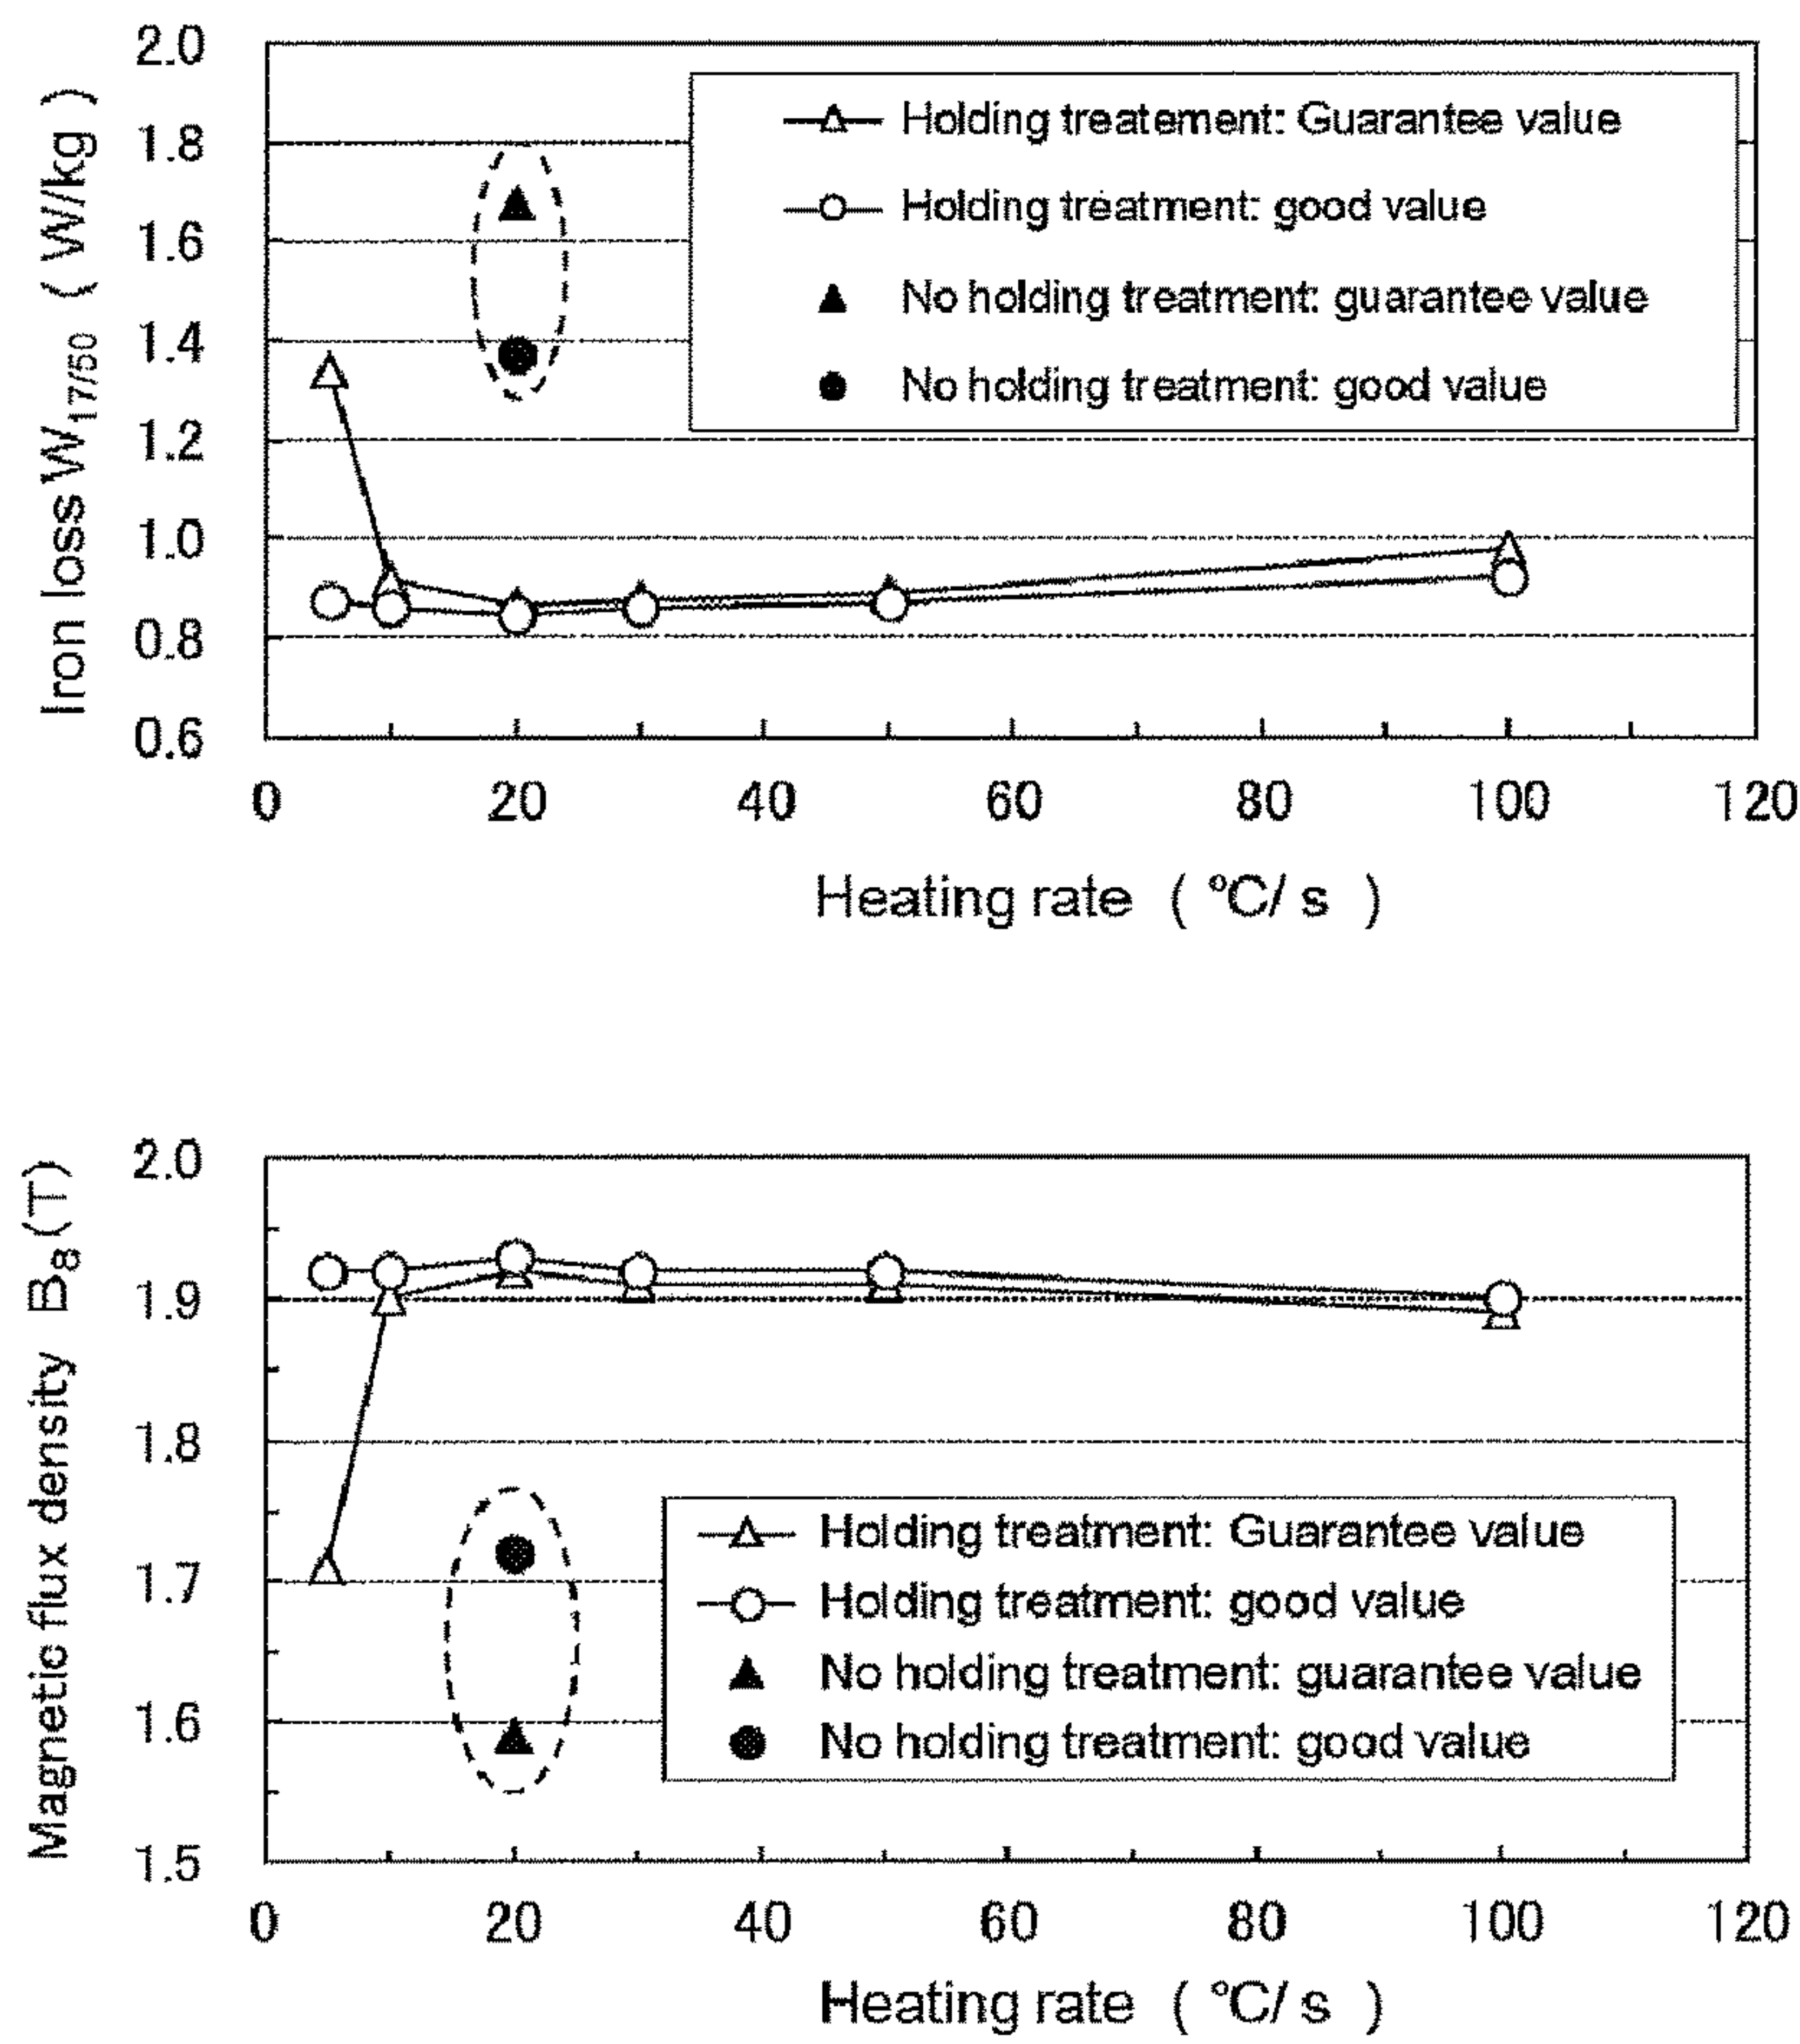 Iron loss W17/50 ( W/kg )
2.0
1.8
1.6
1.4
1.2
1.0
0.8
0.6
Holding treatement: Guarantee value
Holding treatment: good value
No holding treatment: guarantee value
No holding treatment: good value
0 20 40 60 80 100 120
Heating rate ( °C/ s )
Magnetic flux density B8(T)
2.0
1.9
1.8
1.7
1.6
1.5
Holding treatment: Guarantee value
Holding treatment: good value
No holding treatment: guarantee value
No holding treatment: good value
0 20 40 60 80 100 120
Heating rate ( °C/ s )